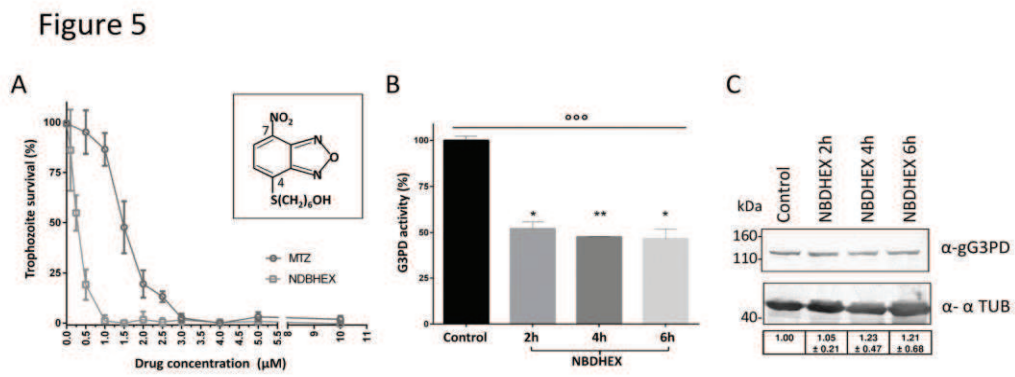 Figure 5
A
Trophozoite survival (%)
100
75
50
25
0
0.0 0.5 1.0 1.5 2.0 2.5 3.0 3.5 4.0 4.5 5.0 5.5 8 9 10 11
Drug concentration (μM)
NO2
7
N
O
N
4
S(CH2)6OH
MTZ
NDBHEX
B
G3PD activity (%)
100
75
50
25
0
°°°
* ** *
Control 2h 4h 6h
NBDHEX
C
Control
NBDHEX 2h
NBDHEX 4h
NBDHEX 6h
kDa
160
110
α-gG3PD
40
α- α TUB
1.00 1.05 1.23 1.21
± 0.21 ± 0.47 ± 0.68